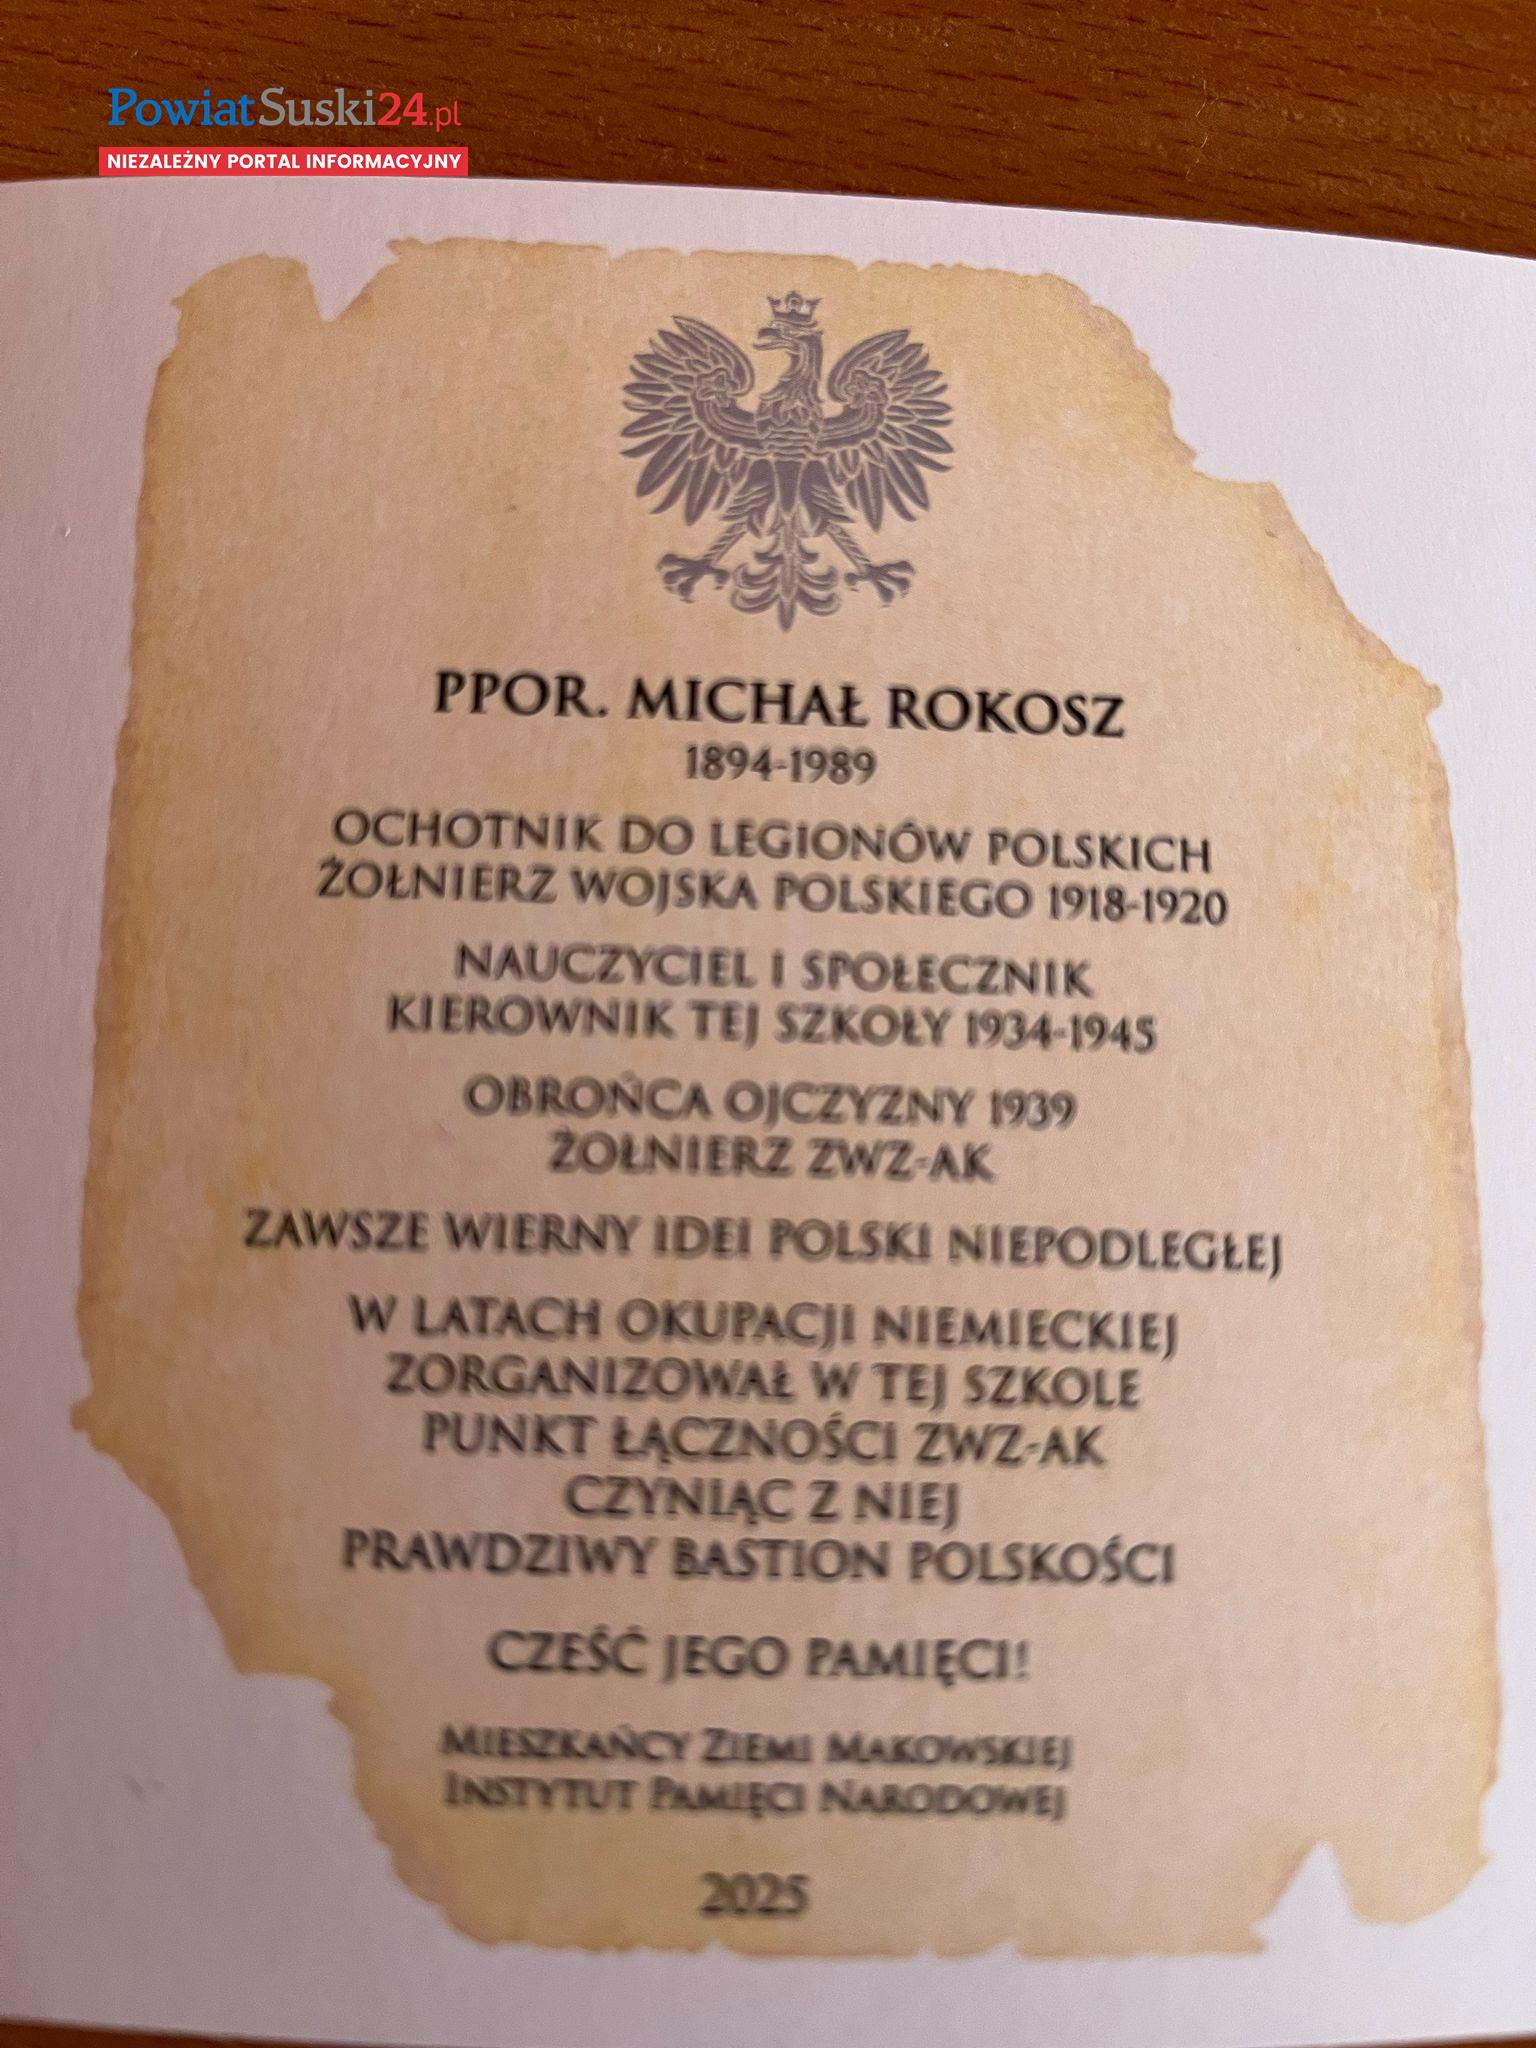 PowiatSuski24.pl
NIEZALEŻNY PORTAL INFORMACYJNY
PPOR. MICHAŁ ROKOSZ
1894-1989
OCHOTNIK DO LEGIONÓW POLSKICH
ŻOŁNIERZ WOJSKA POLSKIEGO 1918-1920
NAUCZYCIEL I SPOŁECZNIK
KIEROWNIK TEJ SZKOŁY 1934-1945
OBROŃCA OJCZYZNY 1939
ŻOŁNIERZ ZWZ-AK
ZAWSZE WIERNY IDEI POLSKI NIEPODLEGŁEJ
W LATACH OKUPACJI NIEMIECKIEJ
ZORGANIZOWAŁ W TEJ SZKOLE
PUNKT ŁĄCZNOŚCI ZWZ-AK
CZYNIĄC Z NIEJ
PRAWDZIWY BASTION POLSKOŚCI
CZEŚĆ JEGO PAMIĘCI!
MIESZKAŃCY ZIEMI MAKOWSKIEJ
INSTYTUT PAMIĘCI NARODOWEJ
2025